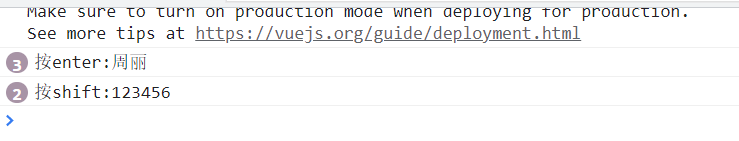 Make sure to turn on production mode when deploying for production.
See more tips at https://vuejs.org/guide/deployment.html
3 按enter:周丽
2 按shift:123456
>